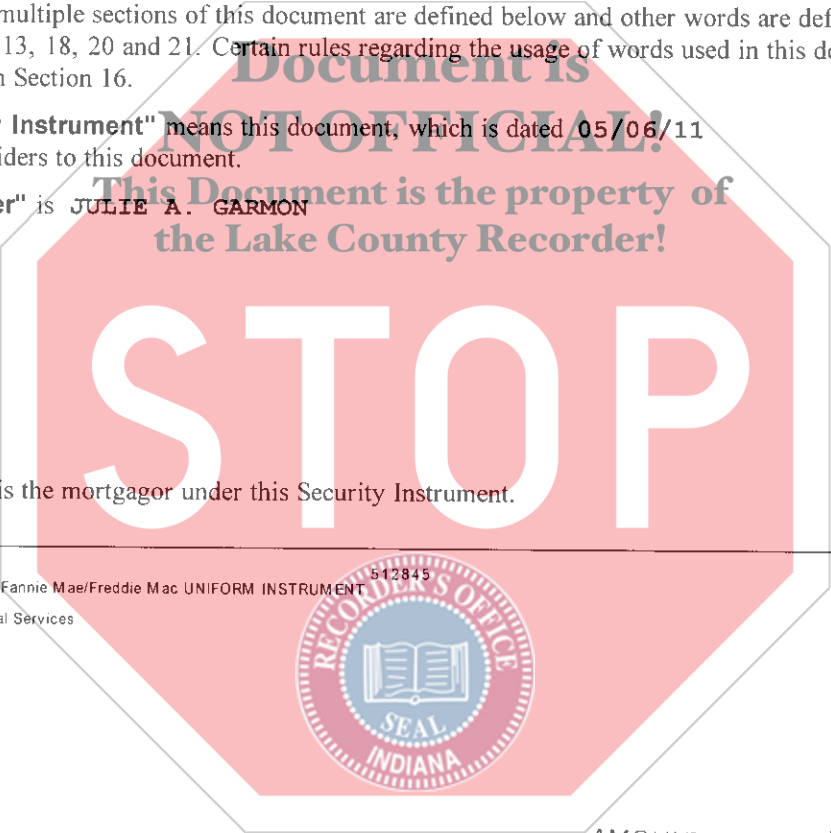 multiple sections of this document are defined below and other words are def
13, 18, 20 and 21. Certain rules regarding the usage of words used in this do
Section 16.
Document is
Instrument" means this document, which is dated 05/06/11
NOT OFFICIAL!
iders to this document.
This Document is the property of
er" is JULIE A. GARMON
the Lake County Recorder!
STOP
is the mortgagor under this Security Instrument.
Fannie Mae/Freddie Mac UNIFORM INSTRUMENT 512845
al Services
RECORDER'S OFFICE
SEAL
INDIANA